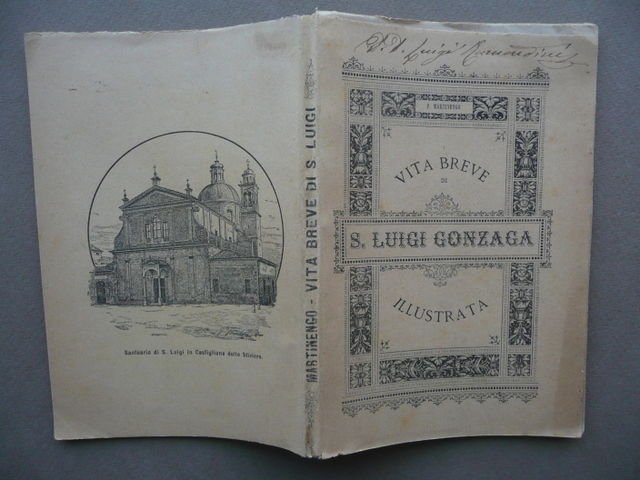 Santuario di S. Luigi in Castiglione delle Stiviere.
MARTINENGO - VITA BREVE DI S. LUIGI
D. D. Luigi
P. MARTINENGO
VITA BREVE
DI
S. LUIGI GONZAGA
ILLUSTRATA